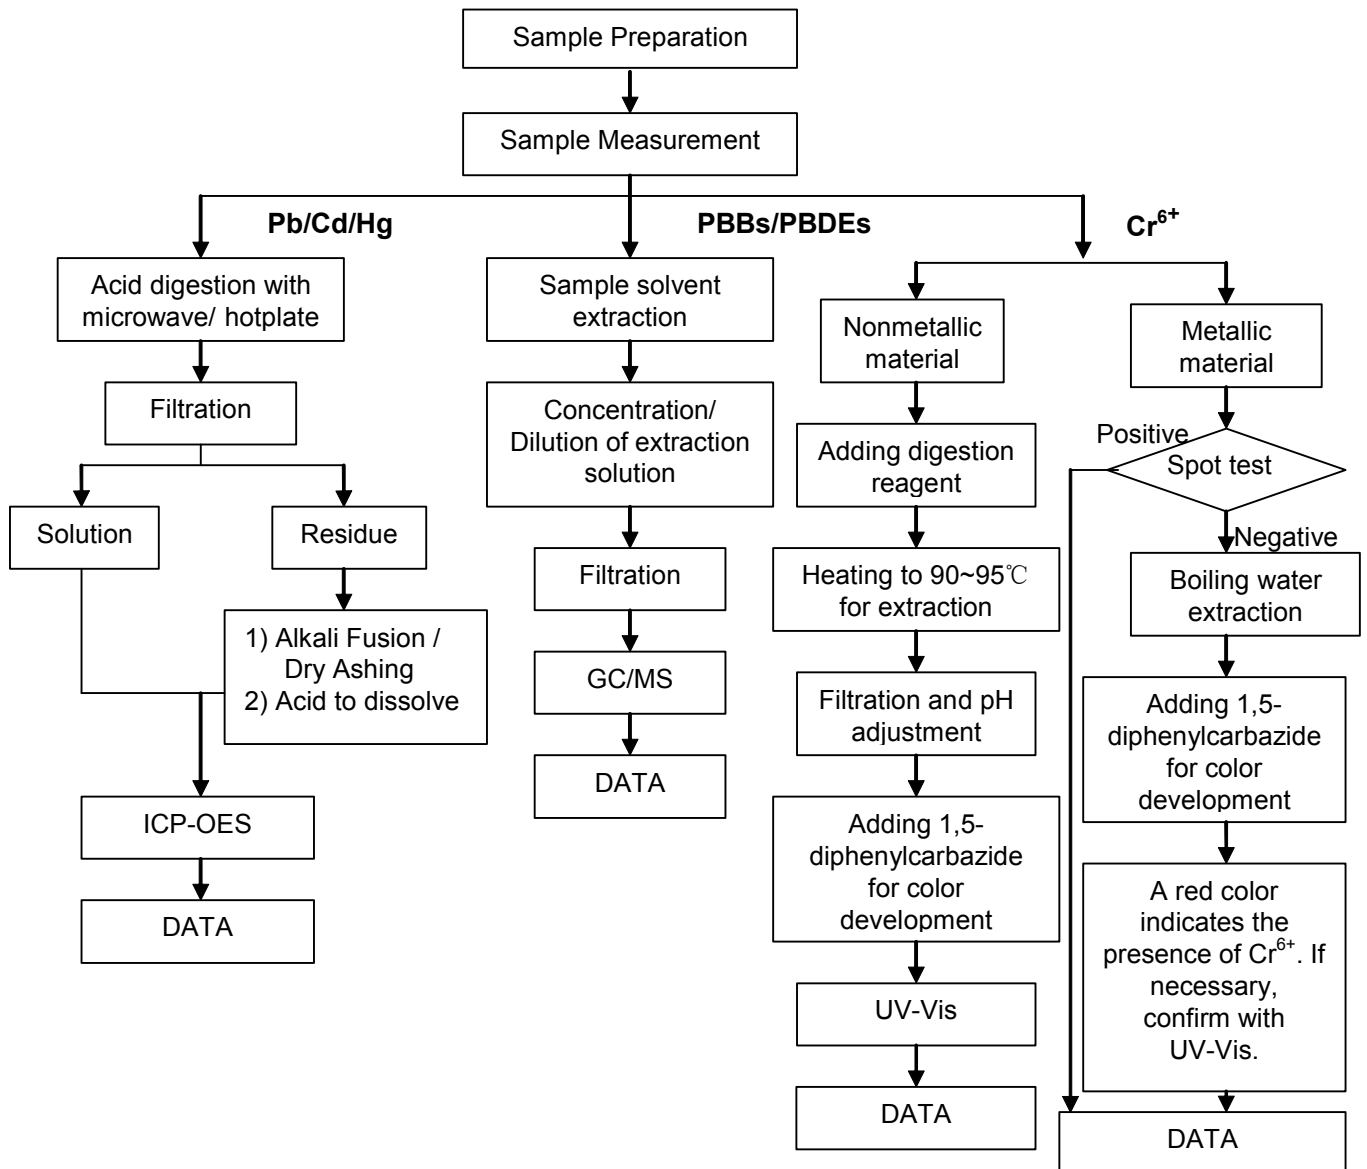 Sample Preparation
Sample Measurement
Pb/Cd/Hg
PBBs/PBDEs
Cr⁶⁺
Acid digestion with
microwave/ hotplate
Filtration
Solution
Residue
1) Alkali Fusion /
Dry Ashing
2) Acid to dissolve
ICP-OES
DATA
Sample solvent
extraction
Concentration/
Dilution of extraction
solution
Filtration
GC/MS
DATA
Nonmetallic
material
Adding digestion
reagent
Heating to 90~95℃
for extraction
Filtration and pH
adjustment
Adding 1,5-
diphenylcarbazide
for color
development
UV-Vis
DATA
Metallic
material
Positive
Spot test
Negative
Boiling water
extraction
Adding 1,5-
diphenylcarbazide
for color
development
A red color
indicates the
presence of Cr⁶⁺. If
necessary,
confirm with
UV-Vis.
DATA